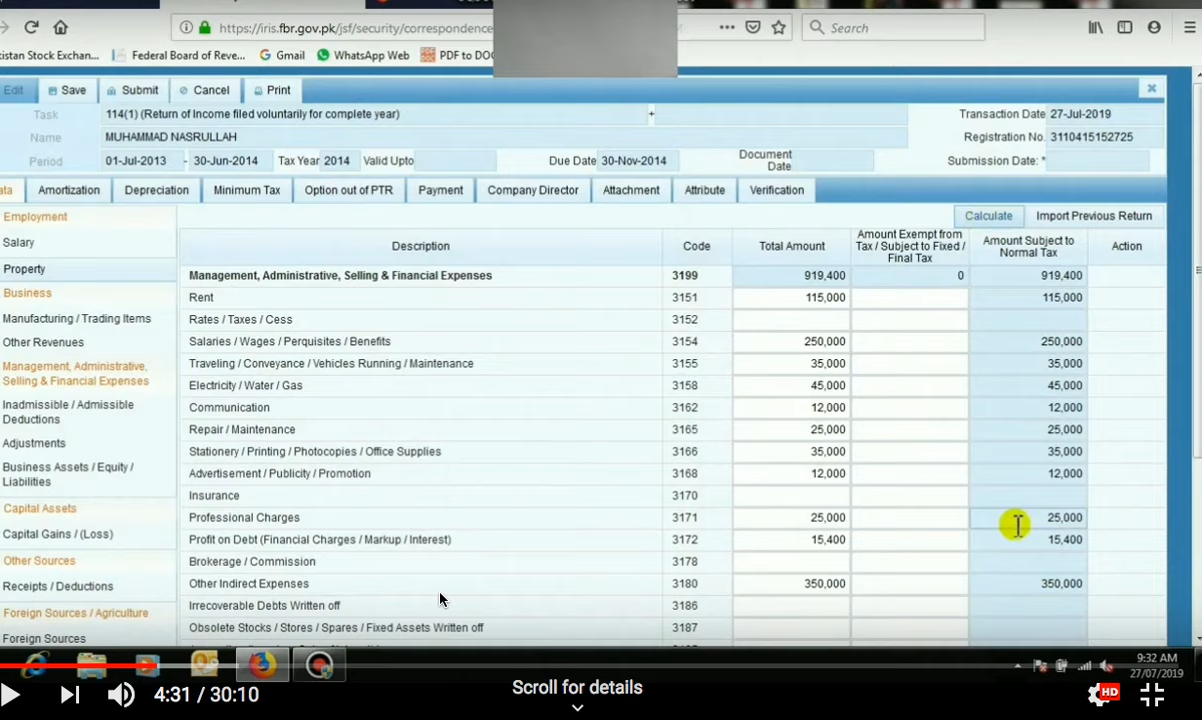 https://iris.fbr.gov.pk/jsf/security/correspondence
Search
kistan Stock Exchan... Federal Board of Reve... Gmail WhatsApp Web PDF to DO
Edit Save Submit Cancel Print
Task 114(1) (Return of Income filed voluntarily for complete year) + Transaction Date 27-Jul-2019
Name MUHAMMAD NASRULLAH Registration No. 3110415152725
Period 01-Jul-2013 - 30-Jun-2014 Tax Year 2014 Valid Upto Due Date 30-Nov-2014 Document Date Submission Date: *
ata Amortization Depreciation Minimum Tax Option out of PTR Payment Company Director Attachment Attribute Verification
Employment
Salary
Property
Business
Manufacturing / Trading Items
Other Revenues
Management, Administrative,
Selling & Financial Expenses
Inadmissible / Admissible
Deductions
Adjustments
Business Assets / Equity /
Liabilities
Capital Assets
Capital Gains / (Loss)
Other Sources
Receipts / Deductions
Foreign Sources / Agriculture
Foreign Sources
Calculate Import Previous Return
Description Code Total Amount Amount Exempt from Tax / Subject to Fixed / Final Tax Amount Subject to Normal Tax Action
Management, Administrative, Selling & Financial Expenses 3199 919,400 0 919,400
Rent 3151 115,000 115,000
Rates / Taxes / Cess 3152
Salaries / Wages / Perquisites / Benefits 3154 250,000 250,000
Traveling / Conveyance / Vehicles Running / Maintenance 3155 35,000 35,000
Electricity / Water / Gas 3158 45,000 45,000
Communication 3162 12,000 12,000
Repair / Maintenance 3165 25,000 25,000
Stationery / Printing / Photocopies / Office Supplies 3166 35,000 35,000
Advertisement / Publicity / Promotion 3168 12,000 12,000
Insurance 3170
Professional Charges 3171 25,000 25,000
Profit on Debt (Financial Charges / Markup / Interest) 3172 15,400 15,400
Brokerage / Commission 3178
Other Indirect Expenses 3180 350,000 350,000
Irrecoverable Debts Written off 3186
Obsolete Stocks / Stores / Spares / Fixed Assets Written off 3187
9:32 AM
27/07/2019
4:31 / 30:10
Scroll for details
HD